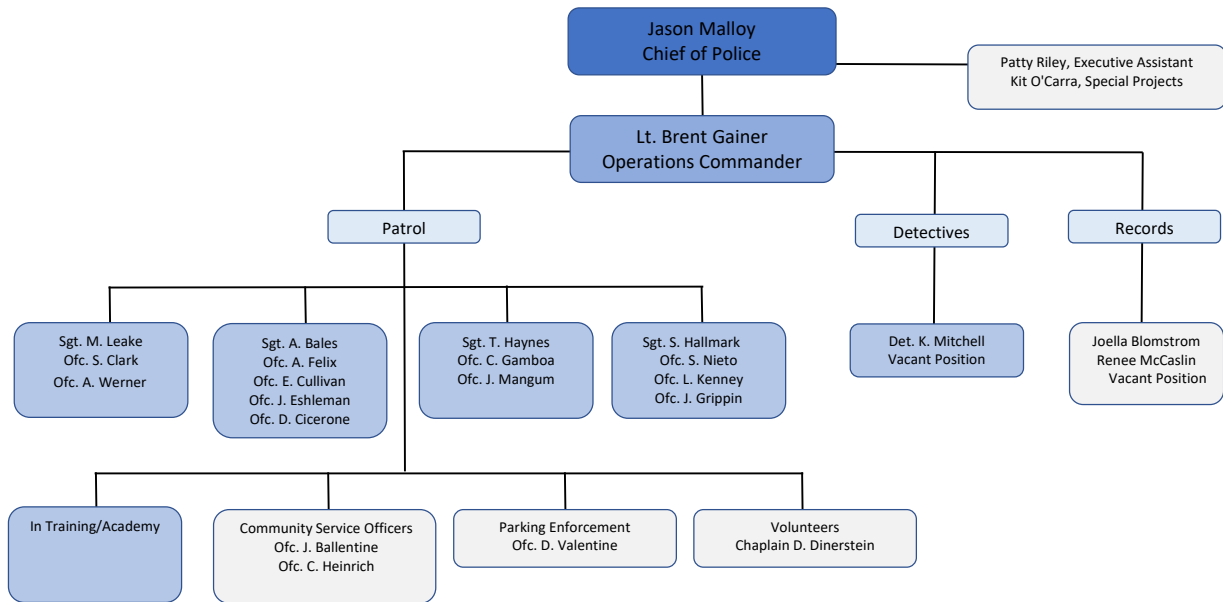 Jason Malloy
Chief of Police
Patty Riley, Executive Assistant
Kit O'Carra, Special Projects
Lt. Brent Gainer
Operations Commander
Patrol
Detectives
Records
Sgt. M. Leake
Ofc. S. Clark
Ofc. A. Werner
Sgt. A. Bales
Ofc. A. Felix
Ofc. E. Cullivan
Ofc. J. Eshleman
Ofc. D. Cicerone
Sgt. T. Haynes
Ofc. C. Gamboa
Ofc. J. Mangum
Sgt. S. Hallmark
Ofc. S. Nieto
Ofc. L. Kenney
Ofc. J. Grippin
Det. K. Mitchell
Vacant Position
Joella Blomstrom
Renee McCaslin
Vacant Position
In Training/Academy
Community Service Officers
Ofc. J. Ballentine
Ofc. C. Heinrich
Parking Enforcement
Ofc. D. Valentine
Volunteers
Chaplain D. Dinerstein